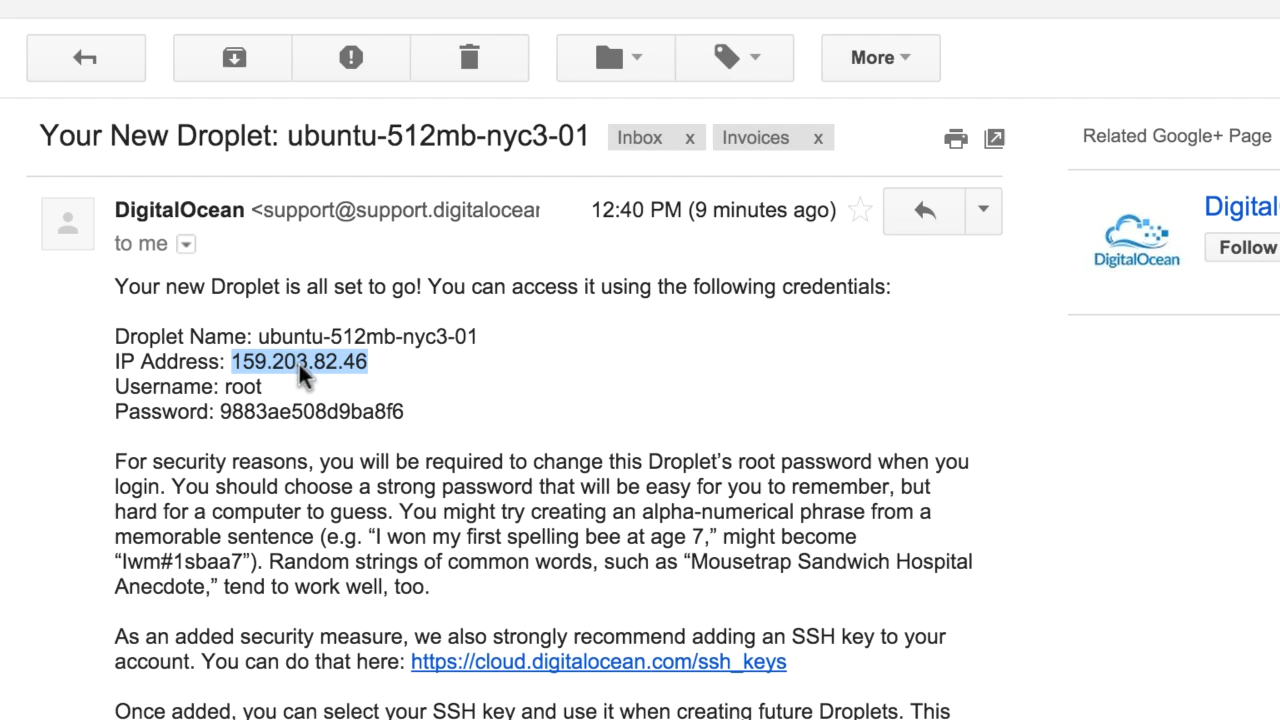 More
Your New Droplet: ubuntu-512mb-nyc3-01 Inbox x Invoices x
Related Google+ Page
DigitalOcean <support@support.digitalocean 12:40 PM (9 minutes ago)
to me
Digital
Follow
DigitalOcean
Your new Droplet is all set to go! You can access it using the following credentials:
Droplet Name: ubuntu-512mb-nyc3-01
IP Address: 159.203.82.46
Username: root
Password: 9883ae508d9ba8f6
For security reasons, you will be required to change this Droplet’s root password when you
login. You should choose a strong password that will be easy for you to remember, but
hard for a computer to guess. You might try creating an alpha-numerical phrase from a
memorable sentence (e.g. “I won my first spelling bee at age 7,” might become
“Iwm#1sbaa7”). Random strings of common words, such as “Mousetrap Sandwich Hospital
Anecdote,” tend to work well, too.
As an added security measure, we also strongly recommend adding an SSH key to your
account. You can do that here: https://cloud.digitalocean.com/ssh_keys
Once added, you can select your SSH key and use it when creating future Droplets. This